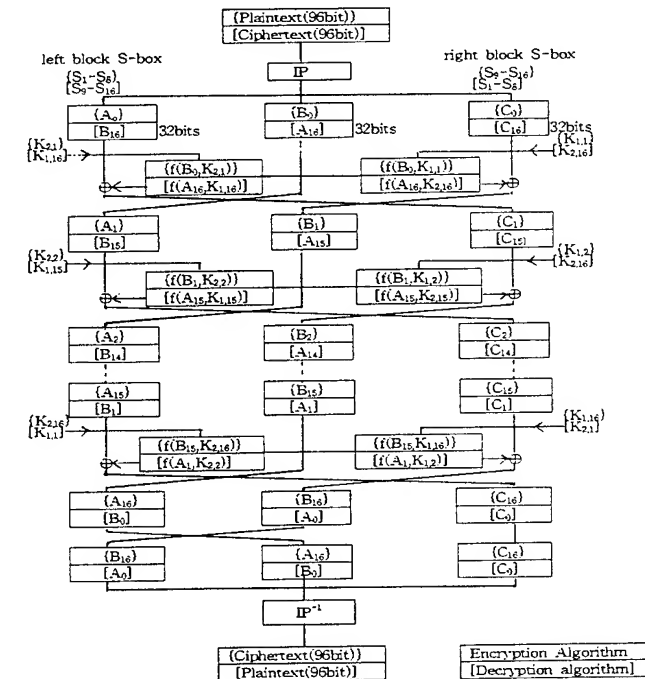 {Plaintext(96bit)}
[Ciphertext(96bit)]
left block S-box
{S₁-S₈}
[S₉-S₁₆]
IP
right block S-box
{S₉-S₁₆}
[S₁-S₈]
{A₀} {B₀} {C₀}
[B₁₆] 32bits [A₁₆] 32bits [C₁₆] 32bits
{K₂,₁} {K₁,₁}
[K₁,₁₆] [K₂,₁₆]
{f(B₀,K₂,₁)} {f(B₀,K₁,₁)}
[f(A₁₆,K₁,₁₆)] [f(A₁₆,K₂,₁₆)]
{A₁} {B₁} {C₁}
[B₁₅] [A₁₅] [C₁₅]
{K₂,₂} {K₁,₂}
[K₁,₁₅] [K₂,₁₆]
{f(B₁,K₂,₂)} {f(B₁,K₁,₂)}
[f(A₁₅,K₁,₁₅)] [f(A₁₅,K₂,₁₅)]
{A₂} {B₂} {C₂}
[B₁₄] [A₁₄] [C₁₄]
{A₁₅} {B₁₅} {C₁₅}
[B₁] [A₁] [C₁]
{K₂,₁₆} {K₁,₁₆}
[K₁,₁] [K₂,₁]
{f(B₁₅,K₂,₁₆)} {f(B₁₅,K₁,₁₆)}
[f(A₁,K₂,₂)] [f(A₁,K₁,₂)]
{A₁₆} {B₁₆} {C₁₆}
[B₀] [A₀] [C₀]
{B₁₆} {A₁₆} {C₁₆}
[A₀] [B₀] [C₀]
IP⁻¹
{Ciphertext(96bit)}
[Plaintext(96bit)]
Encryption Algorithm
[Decryption algorithm]